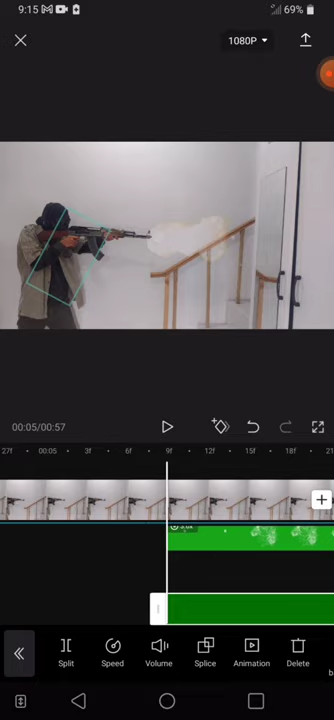 9:15
69%
1080P
00:05/00:57
27f 00:05 3f 6f 9f 12f 15f 18f 21
Split Speed Volume Splice Animation Delete b